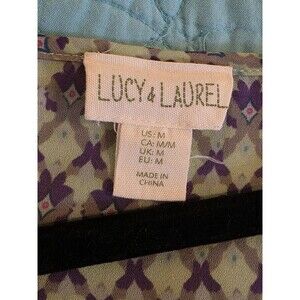 LUCY & LAUREL
US: M
CA: M/M
UK: M
EU: M
MADE IN
CHINA